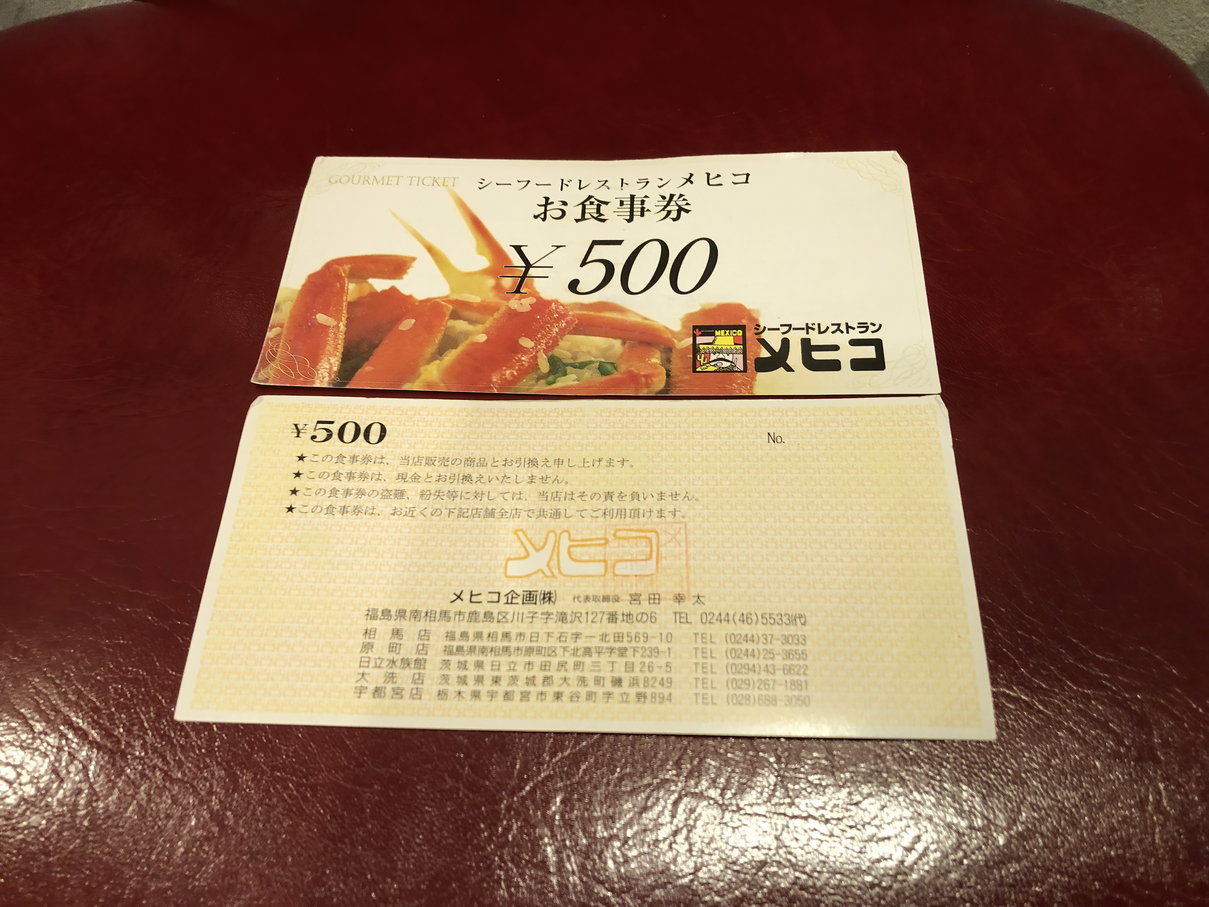 GOURMET TICKET
シーフードレストランメヒコ
お食事券
¥500
MEXICO
シーフードレストラン
メヒコ
¥500
No.
★この食事券は、当店販売の商品とお引換え申し上げます。
★この食事券は、現金とお引換えいたしません。
★この食事券の盗難、紛失等に対しては、当店はその責を負いません。
★この食事券は、お近くの下記店舗全店で共通してご利用頂けます。
メヒコ
メヒコ企画㈱ 代表取締役 宮田幸太
福島県南相馬市鹿島区川子字滝沢127番地の6 TEL 0244(46)5533㈹
相馬店 福島県相馬市日下石字一北田569-10 TEL (0244)37-3033
原町店 福島県南相馬市原町区下北高平字堂下239-1 TEL (0244)25-3655
日立水族館 茨城県日立市田尻町三丁目26-5 TEL (0294)43-6622
大洗店 茨城県東茨城郡大洗町磯浜8249 TEL (029)267-1881
宇都宮店 栃木県宇都宮市東谷町字立野894 TEL (028)688-3050